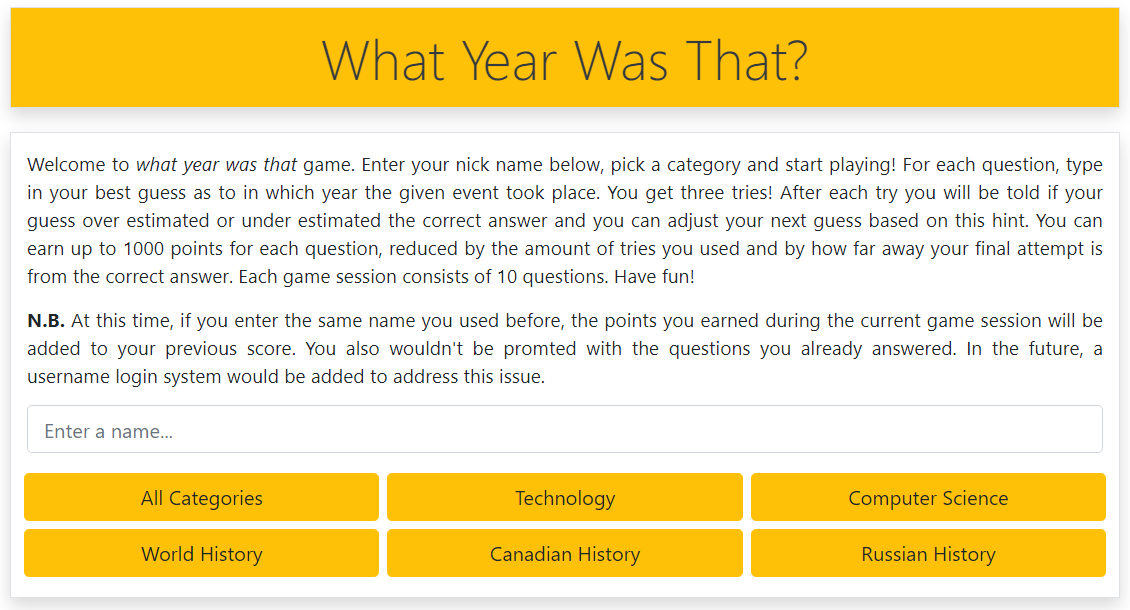 What Year Was That?
Welcome to what year was that game. Enter your nick name below, pick a category and start playing! For each question, type
in your best guess as to in which year the given event took place. You get three tries! After each try you will be told if your
guess over estimated or under estimated the correct answer and you can adjust your next guess based on this hint. You can
earn up to 1000 points for each question, reduced by the amount of tries you used and by how far away your final attempt is
from the correct answer. Each game session consists of 10 questions. Have fun!
N.B. At this time, if you enter the same name you used before, the points you earned during the current game session will be
added to your previous score. You also wouldn't be promted with the questions you already answered. In the future, a
username login system would be added to address this issue.
Enter a name...
All Categories Technology Computer Science
World History Canadian History Russian History